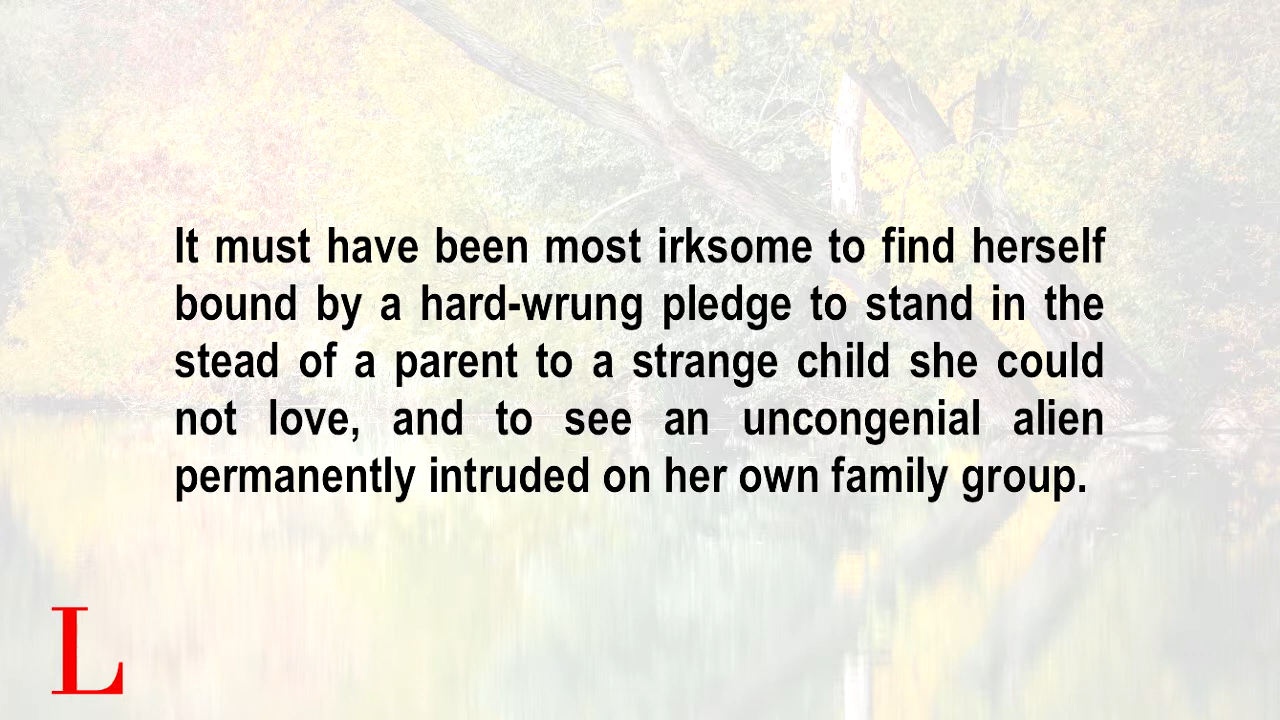 It must have been most irksome to find herself
bound by a hard-wrung pledge to stand in the
stead of a parent to a strange child she could
not love, and to see an uncongenial alien
permanently intruded on her own family group.
L